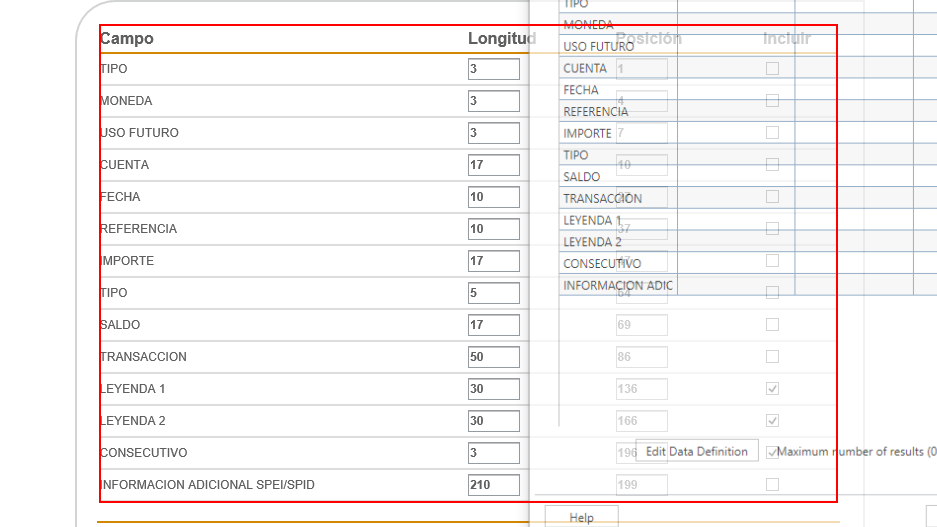 TIPO
MONEDA
Campo Longitud Posición Incluir
USO FUTURO
TIPO 3 1
CUENTA
FECHA
MONEDA 3 4
REFERENCIA
USO FUTURO 3 7
IMPORTE
TIPO
CUENTA 17 10
SALDO
FECHA 10 27
TRANSACCION
LEYENDA 1
REFERENCIA 10 37
LEYENDA 2
IMPORTE 17 47
CONSECUTIVO
INFORMACION ADIC
TIPO 5 64
SALDO 17 69
TRANSACCION 50 86
LEYENDA 1 30 136
LEYENDA 2 30 166
CONSECUTIVO 3 196
Edit Data Definition Maximum number of results (0
INFORMACION ADICIONAL SPEI/SPID 210 199
Help